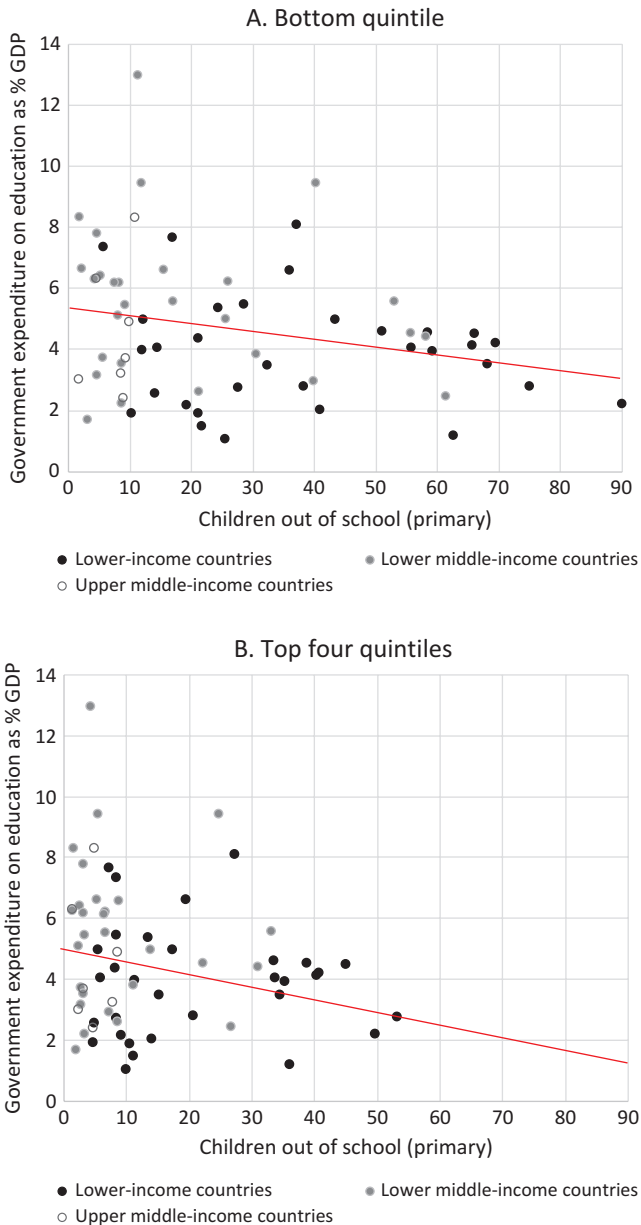 A. Bottom quintile
Government expenditure on education as % GDP
14
12
10
8
6
4
2
0
0 10 20 30 40 50 60 70 80 90
Children out of school (primary)
Lower-income countries Lower middle-income countries
Upper middle-income countries
B. Top four quintiles
Government expenditure on education as % GDP
14
12
10
8
6
4
2
0
0 10 20 30 40 50 60 70 80 90
Children out of school (primary)
Lower-income countries Lower middle-income countries
Upper middle-income countries